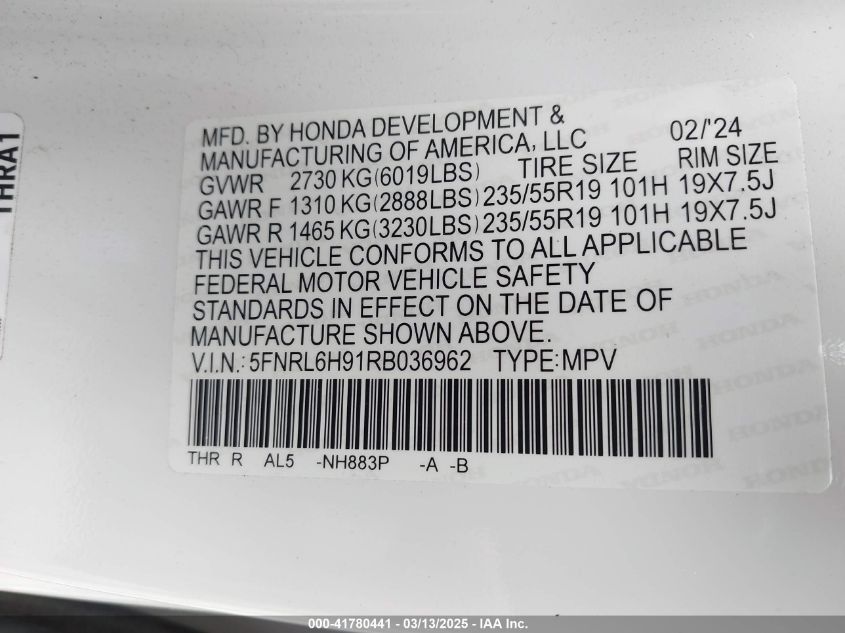 THRA1
MFD. BY HONDA DEVELOPMENT & 02/'24
MANUFACTURING OF AMERICA, LLC
GVWR 2730 KG(6019LBS) TIRE SIZE RIM SIZE
GAWR F 1310 KG(2888LBS) 235/55R19 101H 19X7.5J
GAWR R 1465 KG(3230LBS) 235/55R19 101H 19X7.5J
THIS VEHICLE CONFORMS TO ALL APPLICABLE
FEDERAL MOTOR VEHICLE SAFETY
STANDARDS IN EFFECT ON THE DATE OF
MANUFACTURE SHOWN ABOVE.
V.I.N.: 5FNRL6H91RB036962 TYPE:MPV
THR R AL5 -NH883P -A -B
000-41780441 - 03/13/2025 - IAA Inc.